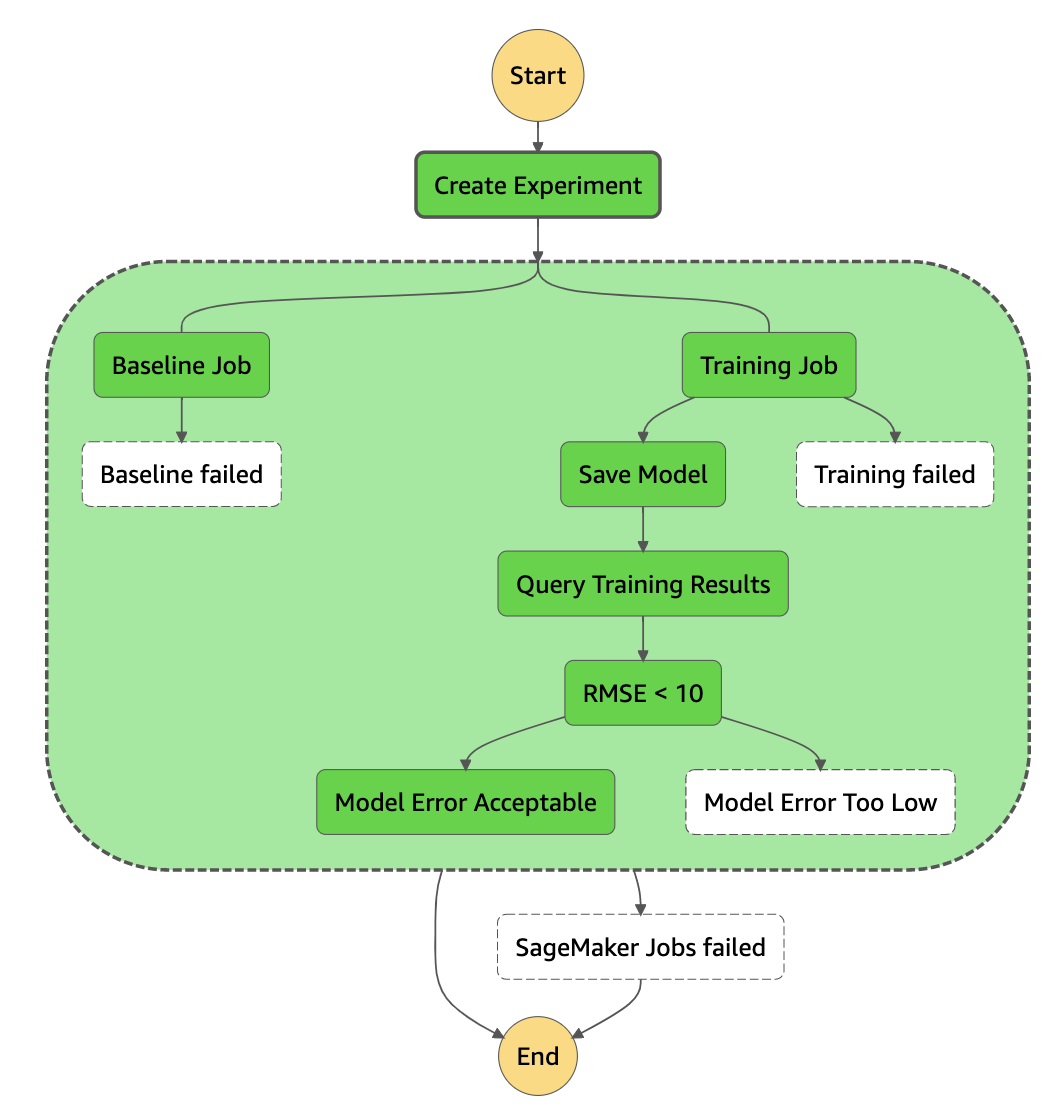 Start
Create Experiment
Baseline Job
Training Job
Baseline failed
Save Model
Training failed
Query Training Results
RMSE < 10
Model Error Acceptable
Model Error Too Low
SageMaker Jobs failed
End